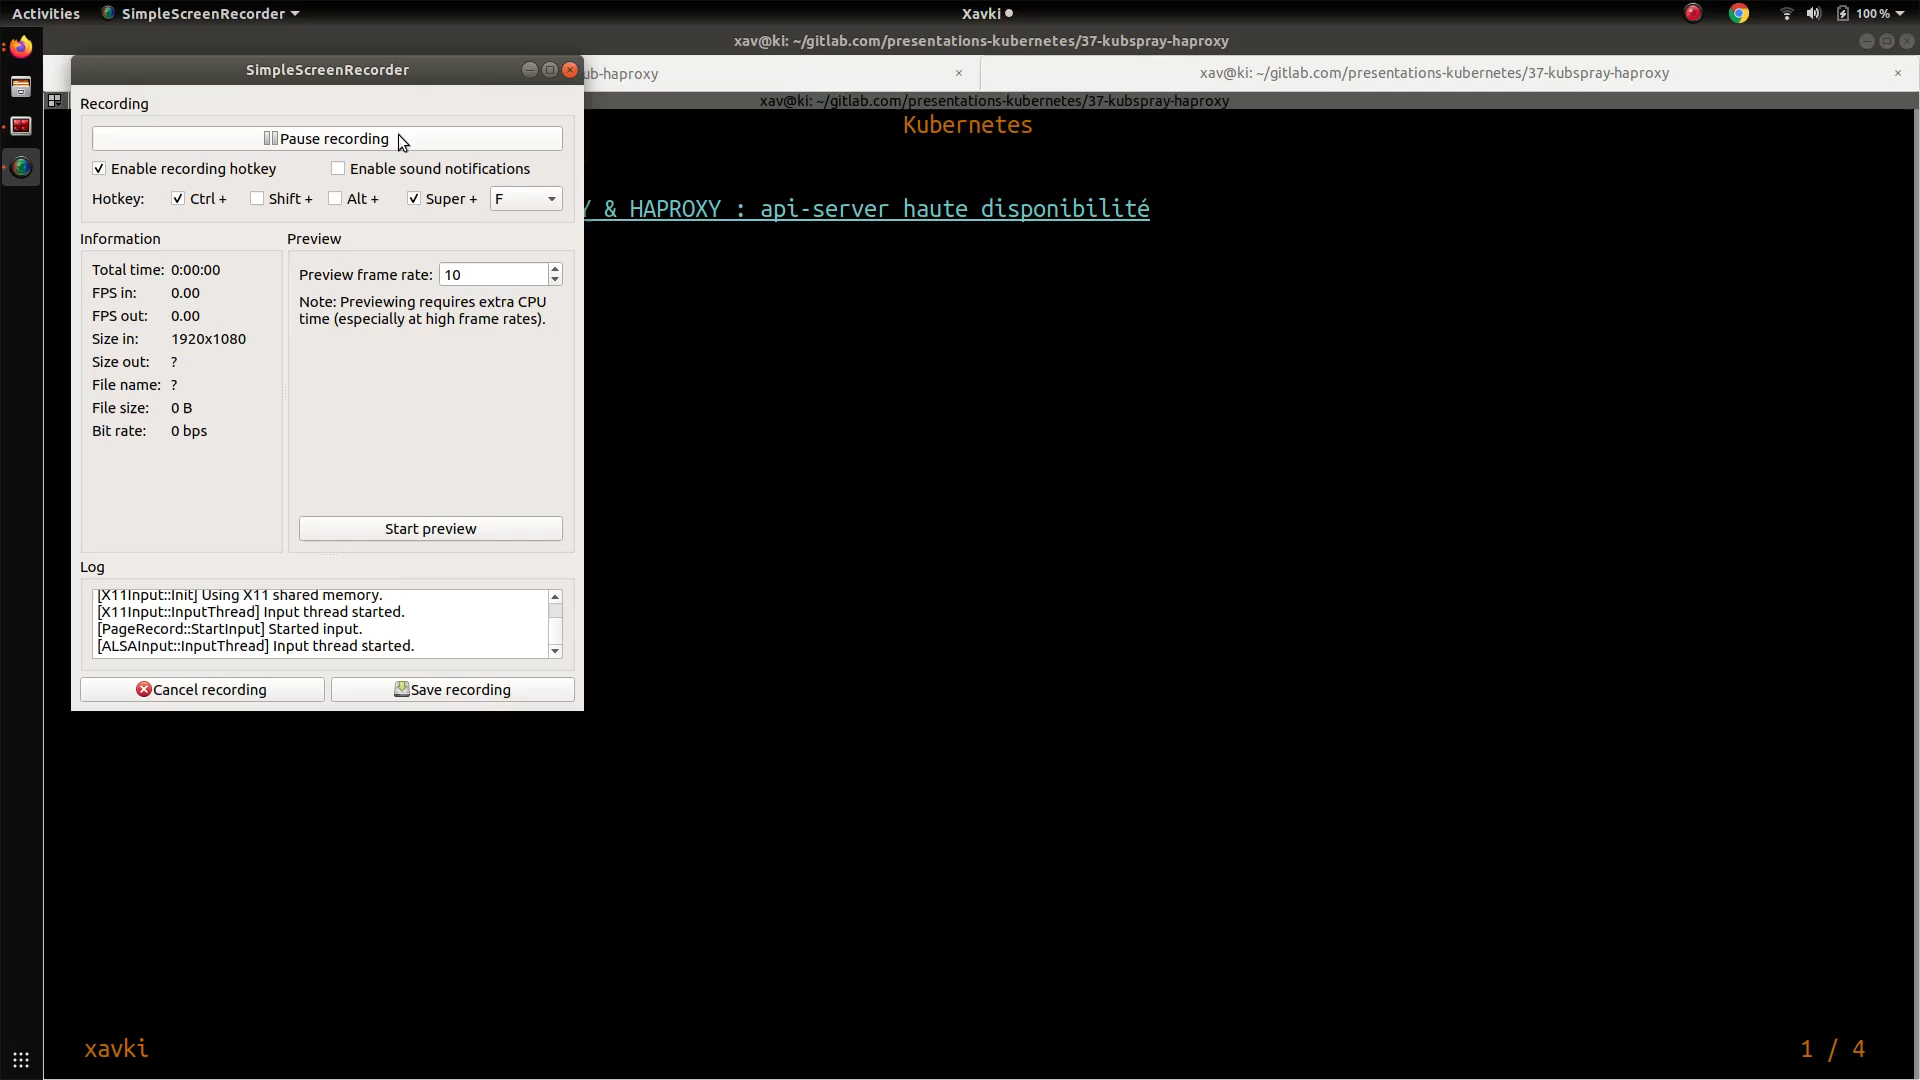 Activities
SimpleScreenRecorder
Xavki
100 %
xav@ki: ~/gitlab.com/presentations-kubernetes/37-kubspray-haproxy
SimpleScreenRecorder
ub-haproxy
×
xav@ki: ~/gitlab.com/presentations-kubernetes/37-kubspray-haproxy
×
xav@ki: ~/gitlab.com/presentations-kubernetes/37-kubspray-haproxy
Recording
Kubernetes
Pause recording
Enable recording hotkey
Enable sound notifications
Hotkey:
Ctrl +
Shift +
Alt +
Super +
F
Y & HAPROXY : api-server haute disponibilité
Information
Preview
Total time: 0:00:00
FPS in: 0.00
FPS out: 0.00
Size in: 1920x1080
Size out: ?
File name: ?
File size: 0 B
Bit rate: 0 bps
Preview frame rate: 10
Note: Previewing requires extra CPU
time (especially at high frame rates).
Start preview
Log
[X11Input::Init] Using X11 shared memory.
[X11Input::InputThread] Input thread started.
[PageRecord::StartInput] Started input.
[ALSAInput::InputThread] Input thread started.
Cancel recording
Save recording
xavki
1 / 4